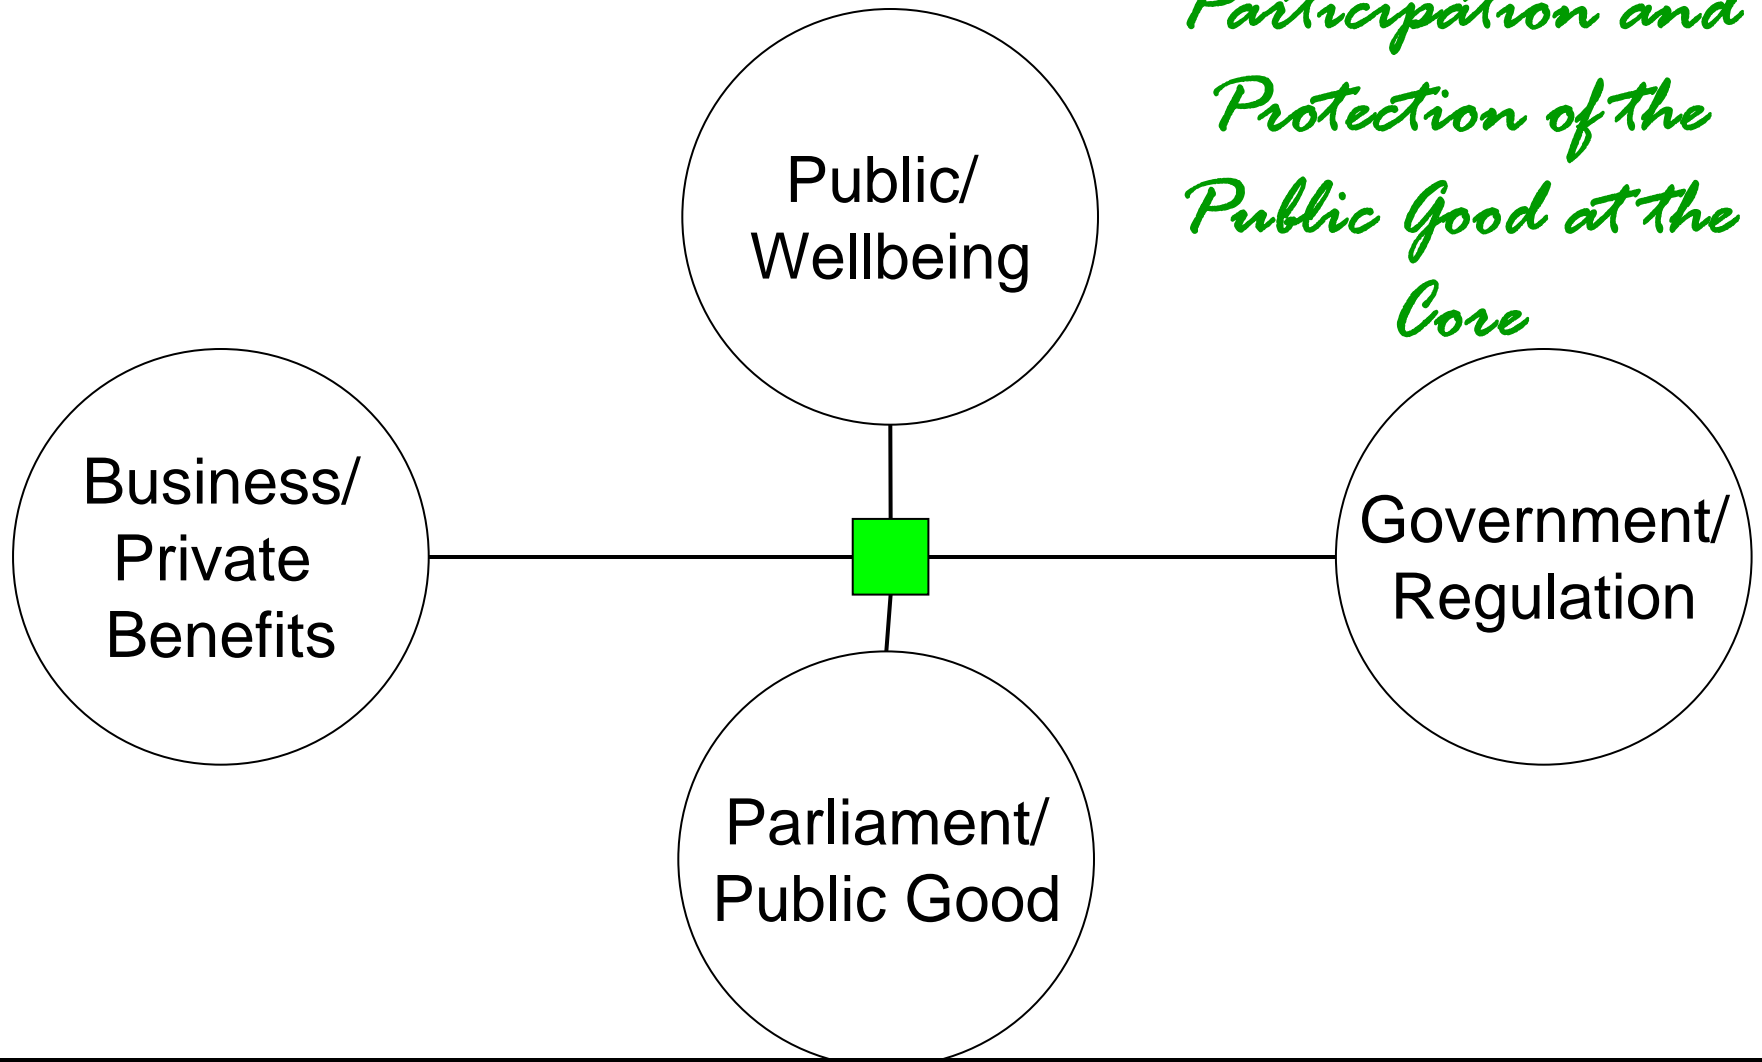 Participation and
Protection of the
Public Good at the
Core
Public/
Wellbeing
Business/
Private
Benefits
Government/
Regulation
Parliament/
Public Good